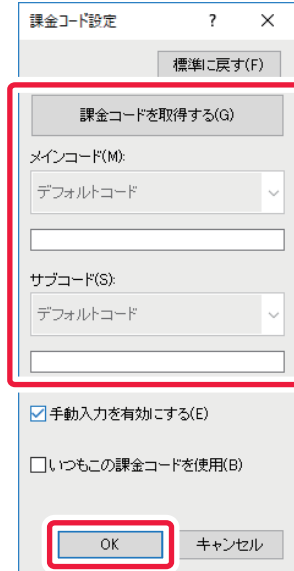 課金コード設定 ? ×
標準に戻す(F)
課金コードを取得する(G)
メインコード(M):
デフォルトコード
サブコード(S):
デフォルトコード
手動入力を有効にする(E)
いつもこの課金コードを使用(B)
OK キャンセル